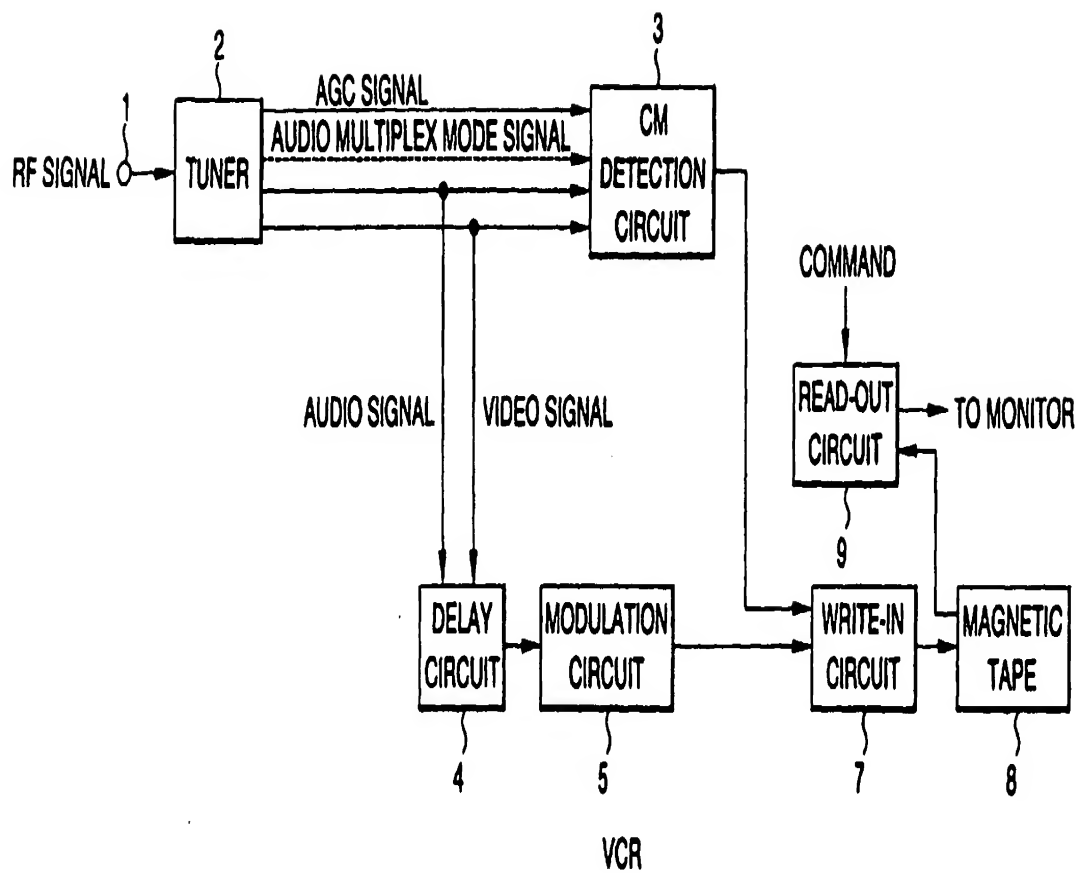 2
3
1
AGC SIGNAL
CM
DETECTION
CIRCUIT
AUDIO MULTIPLEX MODE SIGNAL
RF SIGNAL
TUNER
COMMAND
READ-OUT
CIRCUIT
TO MONITOR
AUDIO SIGNAL
VIDEO SIGNAL
9
DELAY
CIRCUIT
MODULATION
CIRCUIT
WRITE-IN
CIRCUIT
MAGNETIC
TAPE
4
5
7
8
VCR